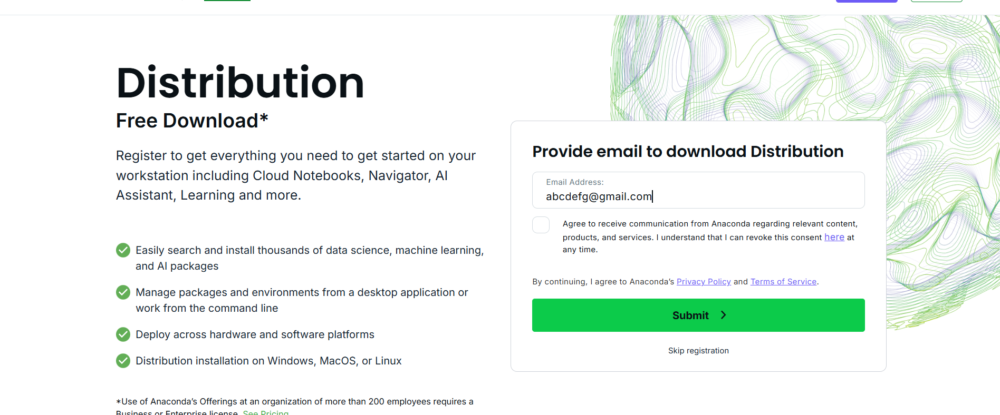 Distribution
Free Download*
Register to get everything you need to get started on your
workstation including Cloud Notebooks, Navigator, AI
Assistant, Learning and more.
Easily search and install thousands of data science, machine learning,
and AI packages
Manage packages and environments from a desktop application or
work from the command line
Deploy across hardware and software platforms
Distribution installation on Windows, MacOS, or Linux
*Use of Anaconda’s Offerings at an organization of more than 200 employees requires a
Business or Enterprise license. See Pricing
Provide email to download Distribution
Email Address:
abcdefg@gmail.com
Agree to receive communication from Anaconda regarding relevant content,
products, and services. I understand that I can revoke this consent here at
any time.
By continuing, I agree to Anaconda’s Privacy Policy and Terms of Service.
Submit
Skip registration